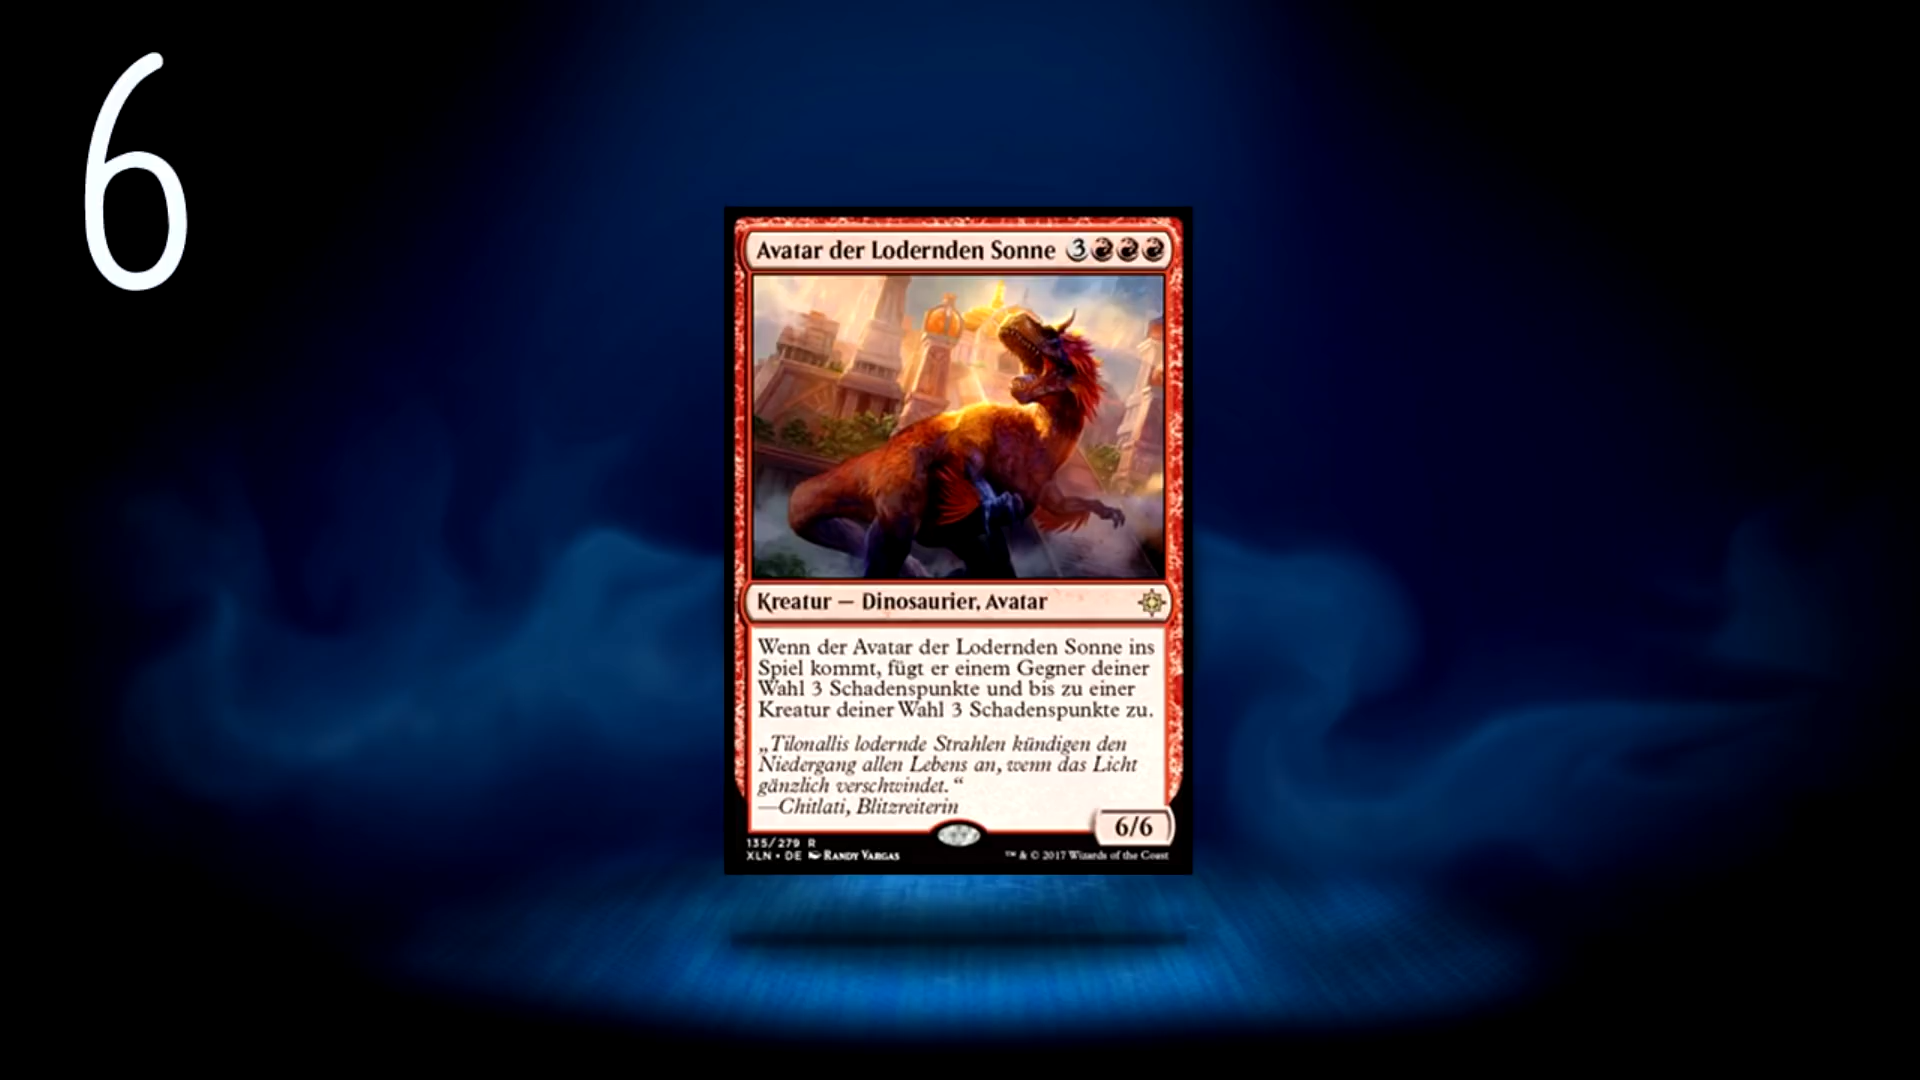 6
Avatar der Lodernden Sonne 3
Kreatur — Dinosaurier, Avatar
Wenn der Avatar der Lodernden Sonne ins
Spiel kommt, fügt er einem Gegner deiner
Wahl 3 Schadenspunkte und bis zu einer
Kreatur deiner Wahl 3 Schadenspunkte zu.
„Tilonallis lodernde Strahlen kündigen den
Niedergang allen Lebens an, wenn das Licht
gänzlich verschwindet.“
—Chitlati, Blitzreiterin
6/6
135/279 R
XLN • DE RANDY VARGAS
™ & © 2017 Wizards of the Coast